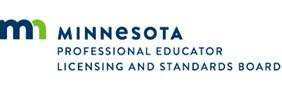 MINNESOTA
PROFESSIONAL EDUCATOR
LICENSING AND STANDARDS BOARD